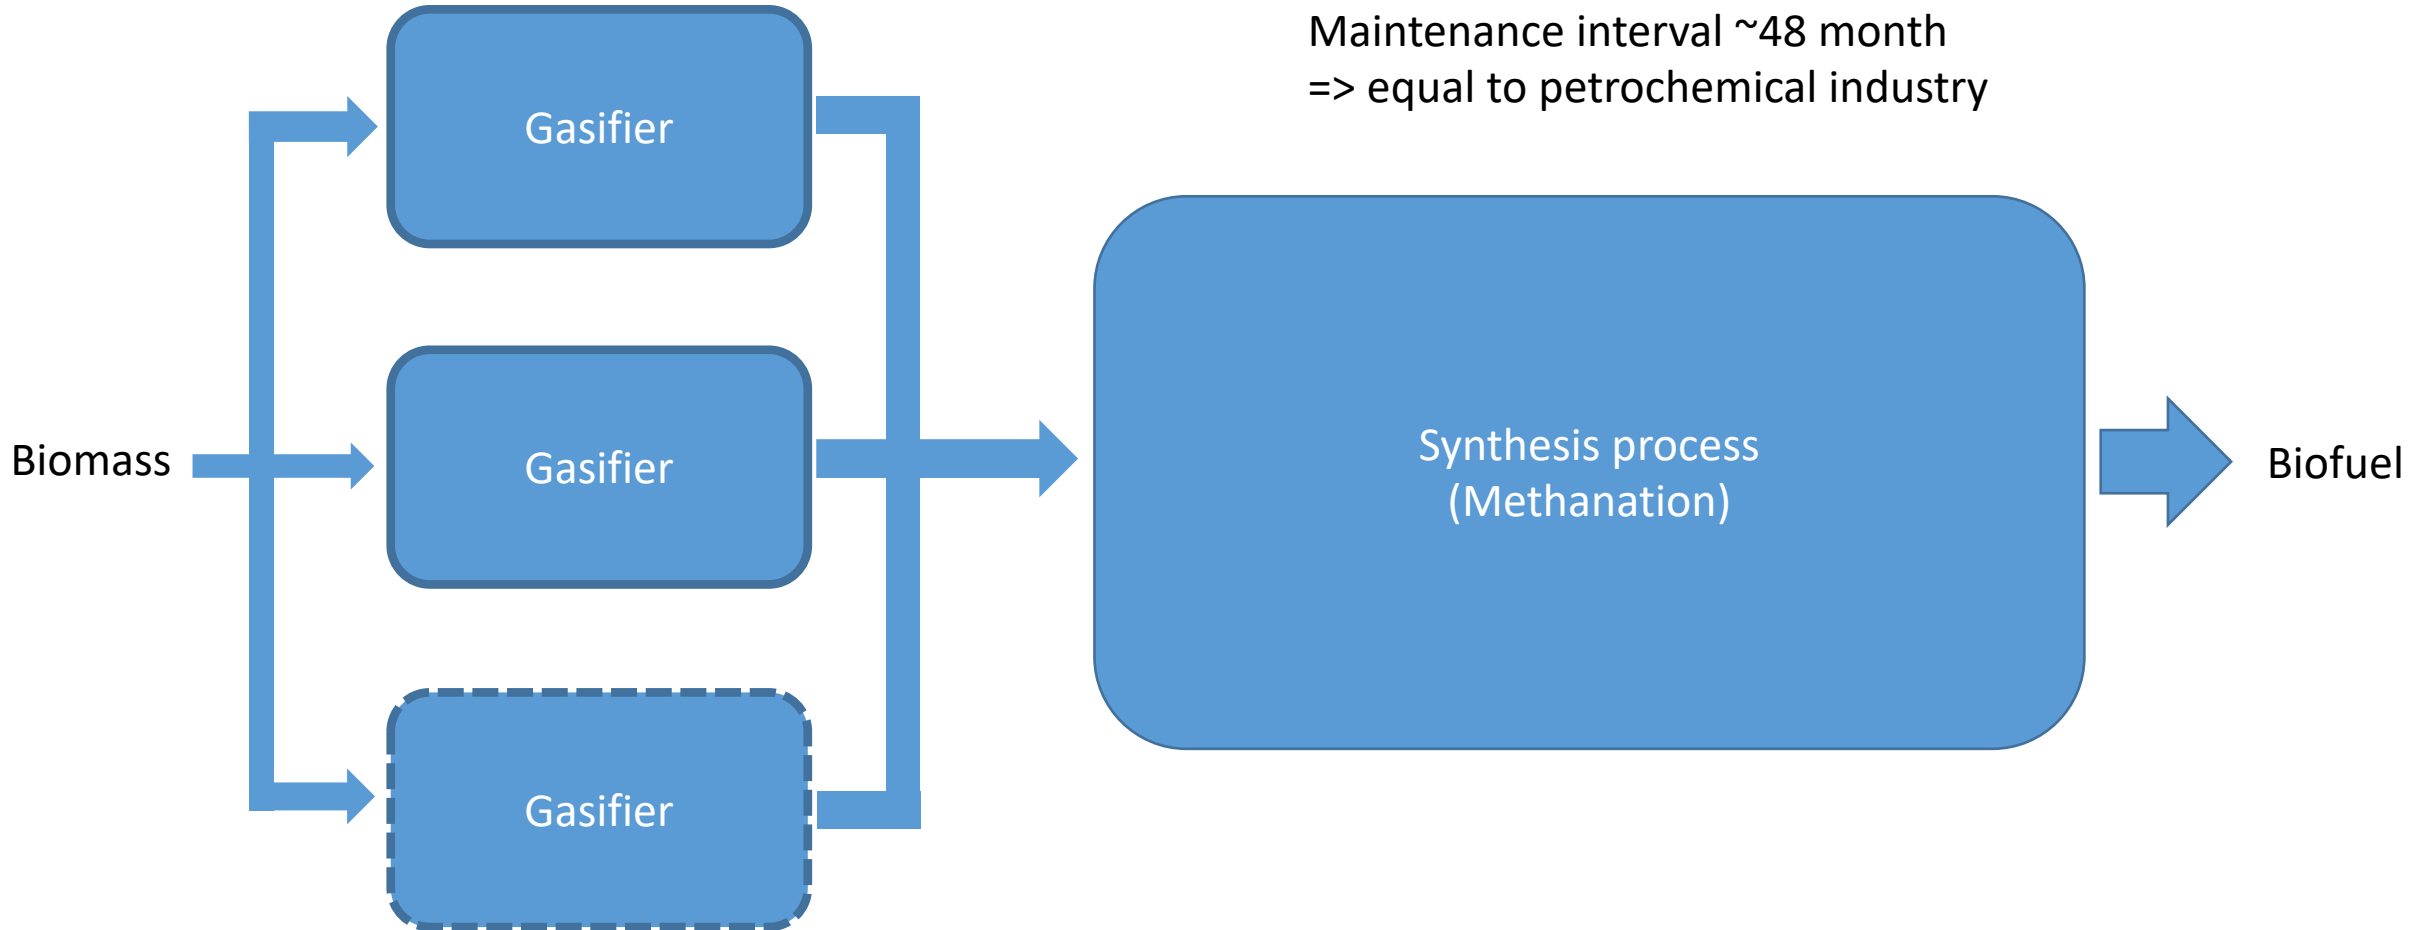 Maintenance interval ~48 month
=> equal to petrochemical industry
Gasifier
Biomass
Gasifier
Gasifier
Synthesis process
(Methanation)
Biofuel